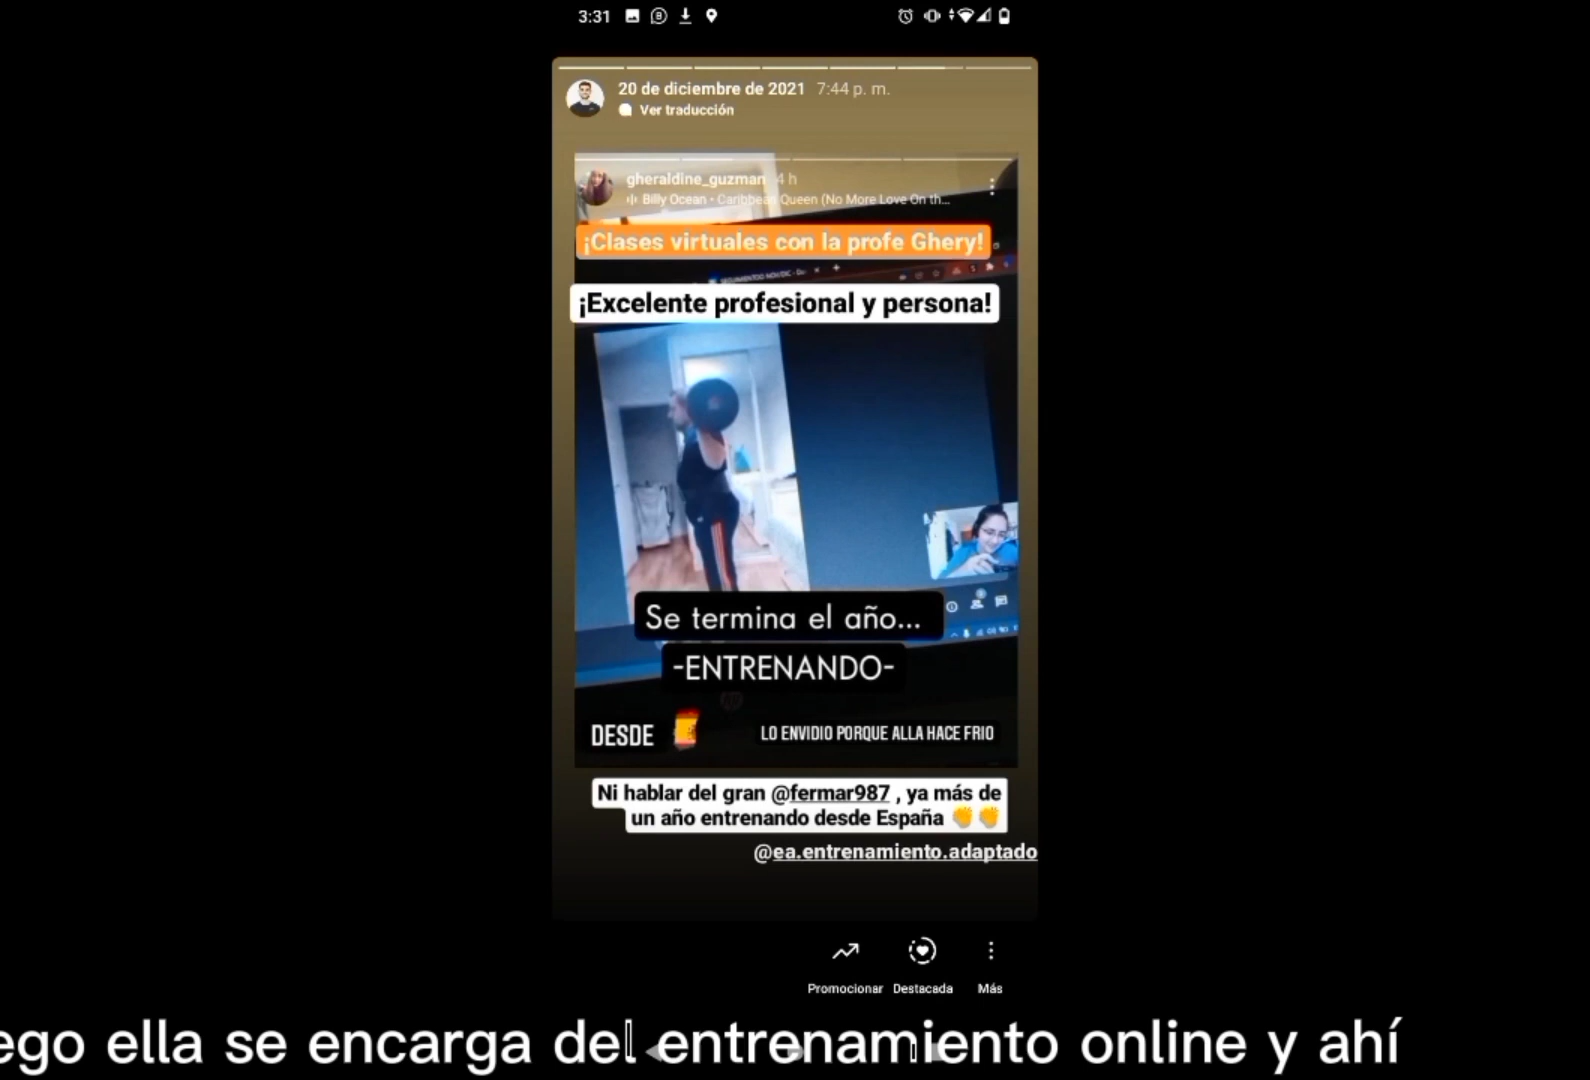 3:31
20 de diciembre de 2021 7:44 p. m.
Ver traducción
gheraldine_guzman 4 h
Billy Ocean • Caribbean Queen (No More Love On th...
¡Clases virtuales con la profe Ghery!
¡Excelente profesional y persona!
Se termina el año...
-ENTRENANDO-
DESDE
LO ENVIDIO PORQUE ALLA HACE FRIO
Ni hablar del gran @fermar987 , ya más de
un año entrenando desde España 👏👏
@ea.entrenamiento.adaptado
Promocionar Destacada Más
ego ella se encarga del entrenamiento online y ahí